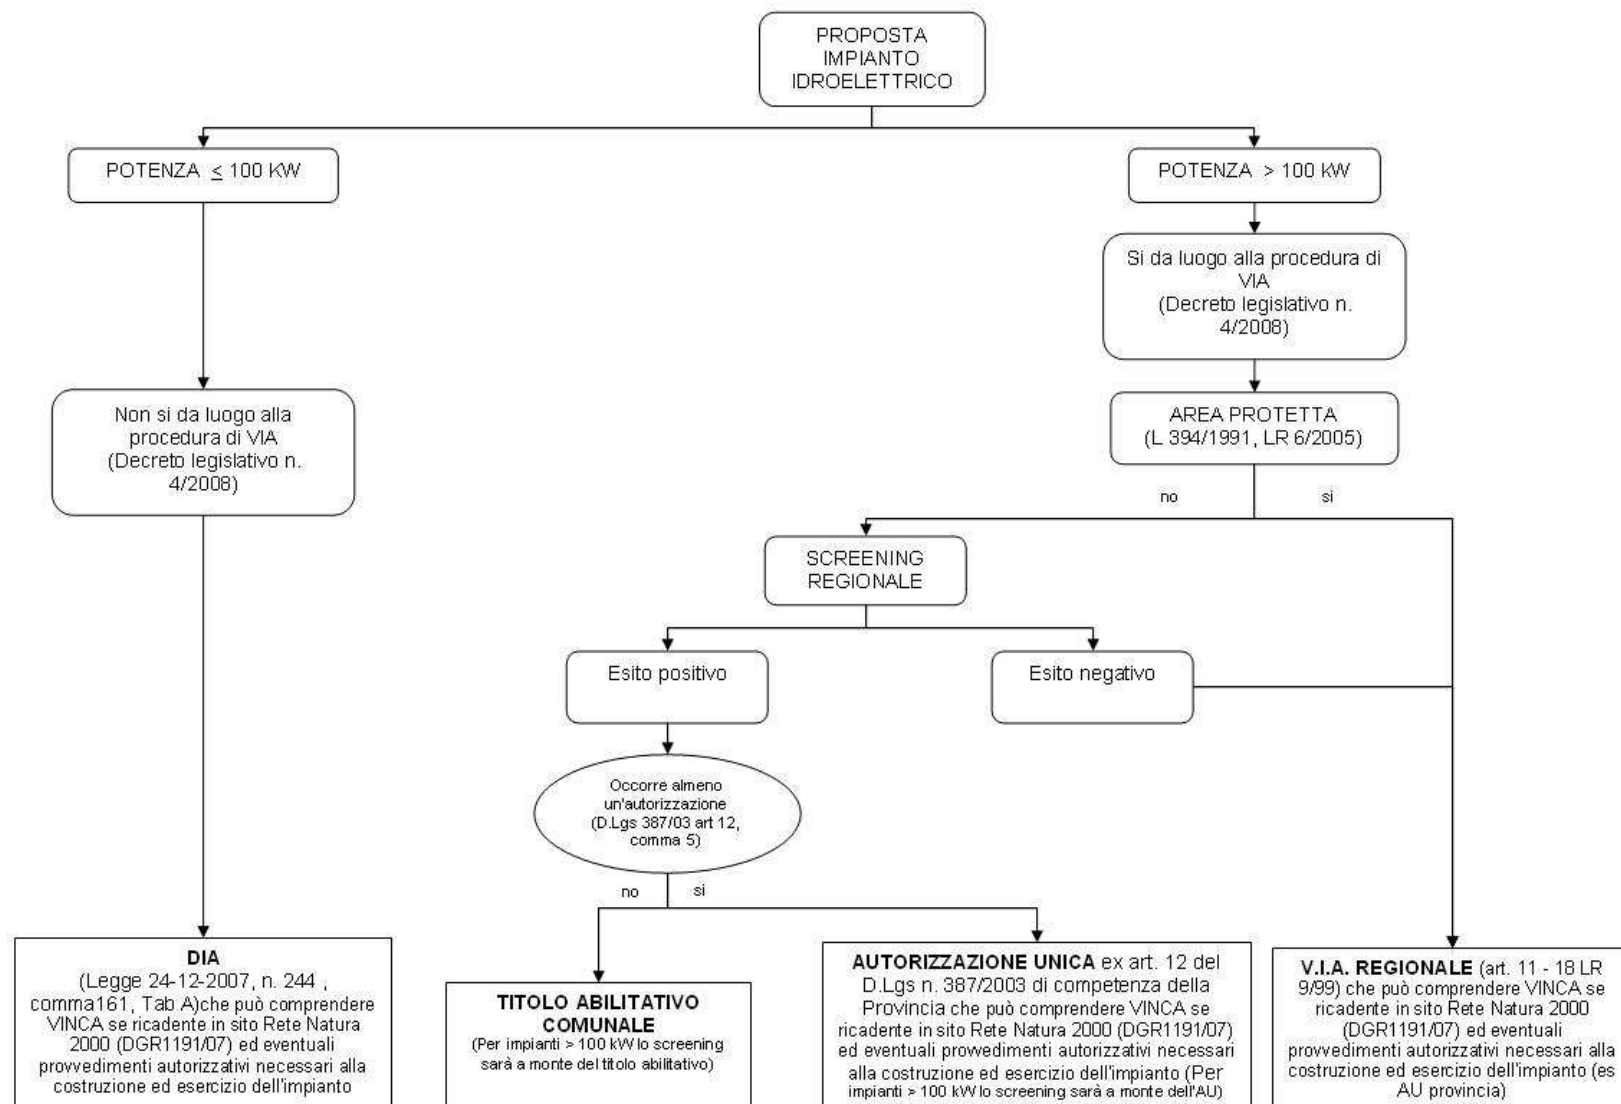 PROPOSTA
IMPIANTO
IDROELETTRICO
POTENZA ≤ 100 KW
POTENZA > 100 kW
Si da luogo alla procedura di
VIA
(Decreto legislativo n.
4/2008)
Non si da luogo alla
procedura di VIA
(Decreto legislativo n.
4/2008)
AREA PROTETTA
(L 394/1991, LR 6/2005)
no
si
SCREENING
REGIONALE
Esito positivo
Esito negativo
Occorre almeno
un'autorizzazione
(D.Lgs 387/03 art 12,
comma 5)
no
si
DIA
(Legge 24-12-2007, n. 244 ,
comma161, Tab A)che può comprendere
VINCA se ricadente in sito Rete Natura
2000 (DGR1191/07) ed eventuali
provvedimenti autorizzativi necessari alla
costruzione ed esercizio dell'impianto
TITOLO ABILITATIVO
COMUNALE
(Per impianti > 100 kW lo screening
sarà a monte del titolo abilitativo)
AUTORIZZAZIONE UNICA ex art. 12 del
D.Lgs n. 387/2003 di competenza della
Provincia che può comprendere VINCA se
ricadente in sito Rete Natura 2000 (DGR1191/07)
ed eventuali provvedimenti autorizzativi necessari
alla costruzione ed esercizio dell'impianto (Per
impianti > 100 kW lo screening sarà a monte dell'AU)
V.I.A. REGIONALE (art. 11 - 18 LR
9/99) che può comprendere VINCA se
ricadente in sito Rete Natura 2000
(DGR1191/07) ed eventuali
provvedimenti autorizzativi necessari alla
costruzione ed esercizio dell'impianto (es
AU provincia)